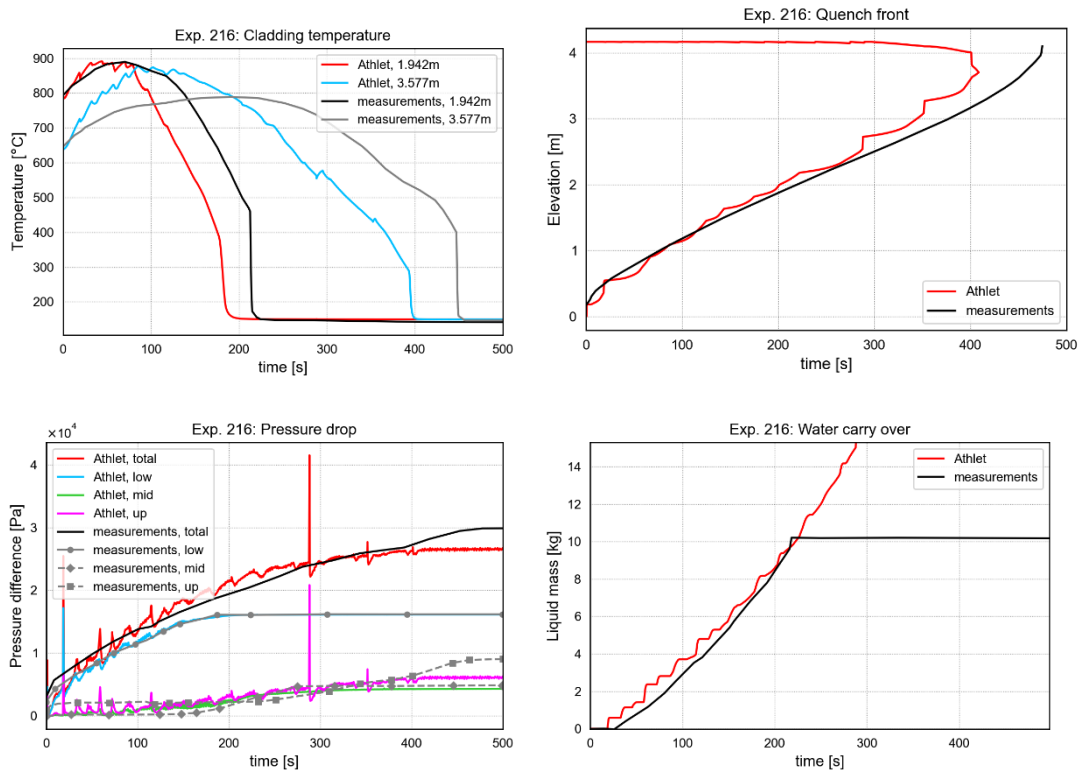 Exp. 216: Cladding temperature
Temperature [°C]
900
800
700
600
500
400
300
200
Athlet, 1.942m
Athlet, 3.577m
measurements, 1.942m
measurements, 3.577m
0 100 200 300 400 500
time [s]
Exp. 216: Quench front
Elevation [m]
4
3
2
1
0
Athlet
measurements
0 100 200 300 400 500
time [s]
Exp. 216: Pressure drop
×10⁴
Pressure difference [Pa]
4
3
2
1
0
Athlet, total
Athlet, low
Athlet, mid
Athlet, up
measurements, total
measurements, low
measurements, mid
measurements, up
0 100 200 300 400 500
time [s]
Exp. 216: Water carry over
Liquid mass [kg]
14
12
10
8
6
4
2
0
Athlet
measurements
0 100 200 300 400
time [s]